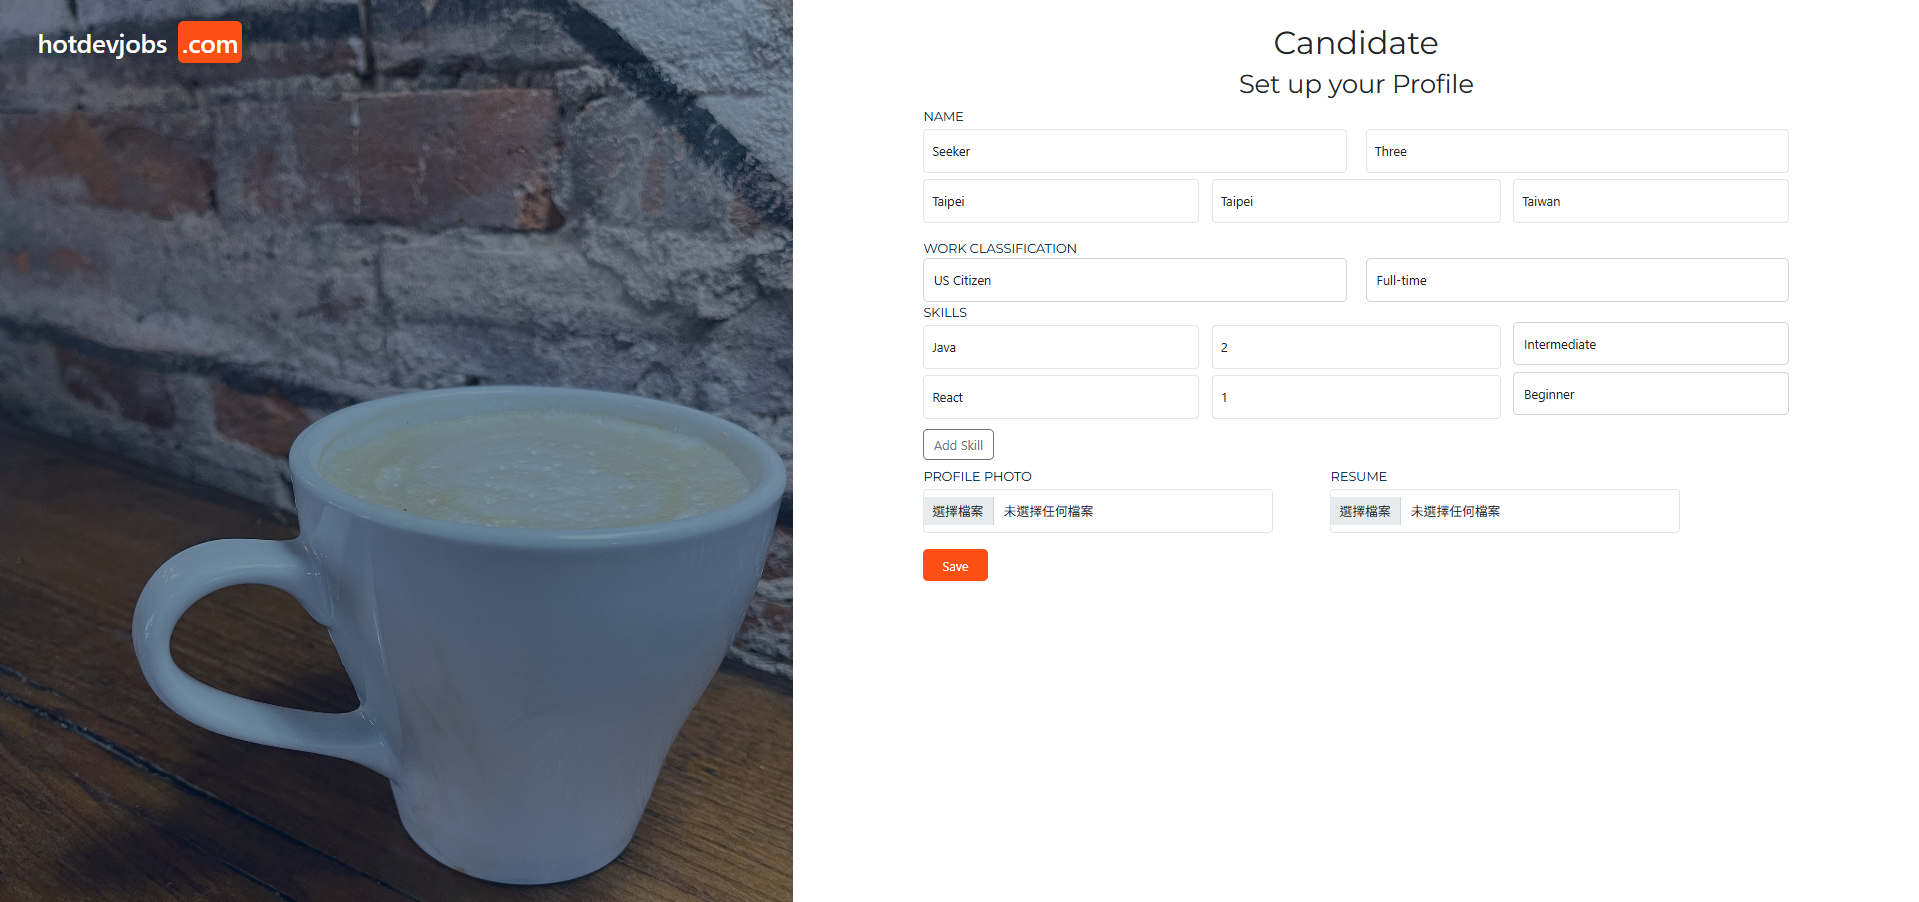 hotdevjobs .com
Candidate
Set up your Profile
NAME
Seeker Three
Taipei Taipei Taiwan
WORK CLASSIFICATION
US Citizen Full-time
SKILLS
Java 2 Intermediate
React 1 Beginner
Add Skill
PROFILE PHOTO RESUME
選擇檔案 未選擇任何檔案 選擇檔案 未選擇任何檔案
Save